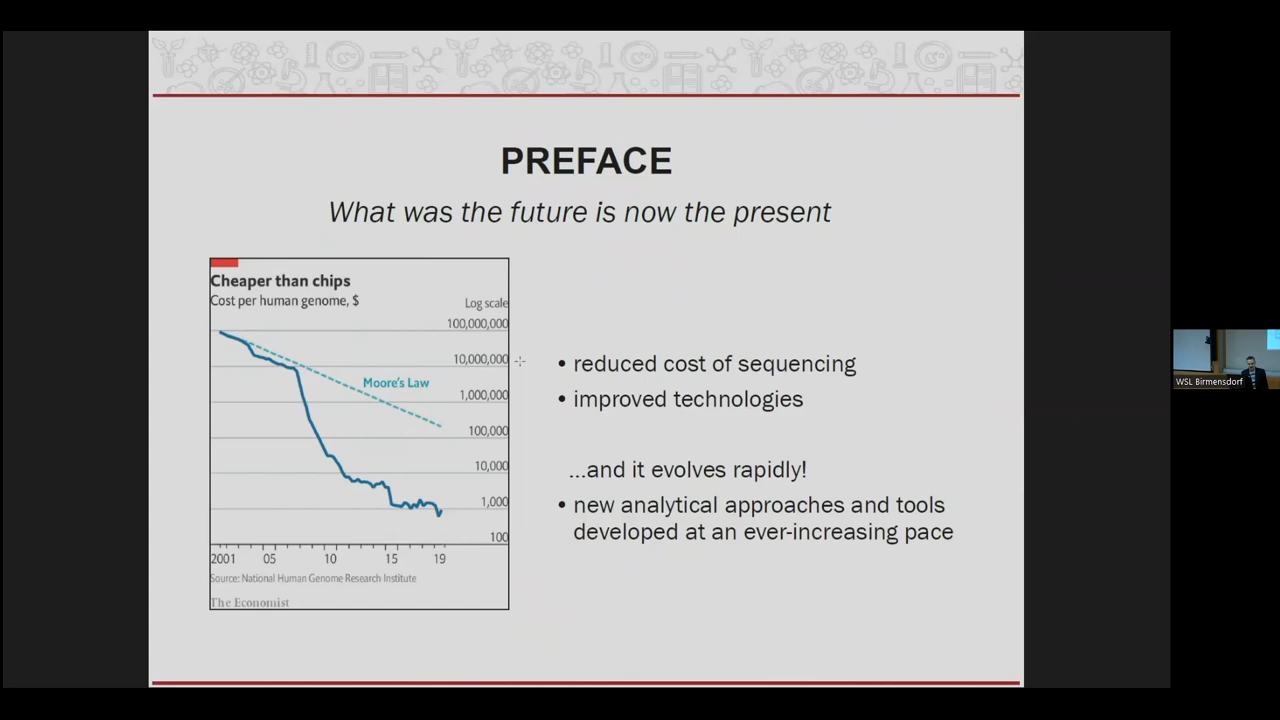 PREFACE
What was the future is now the present
Cheaper than chips
Cost per human genome, $
Log scale
100,000,000
10,000,000
Moore's Law
1,000,000
100,000
10,000
1,000
100
2001 05 10 15 19
Source: National Human Genome Research Institute
The Economist
• reduced cost of sequencing
• improved technologies
...and it evolves rapidly!
• new analytical approaches and tools
developed at an ever-increasing pace
WSL Birmensdorf